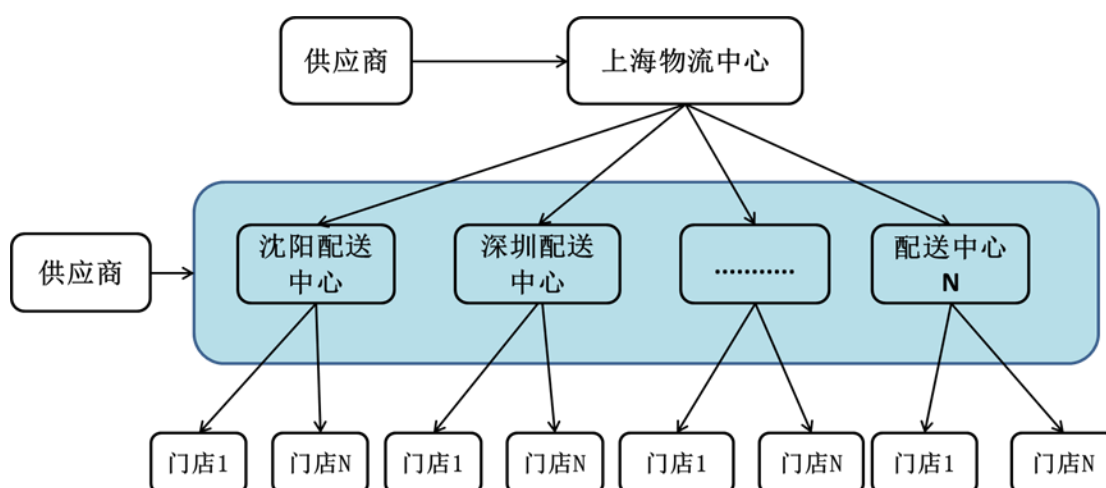 供应商
上海物流中心
供应商
沈阳配送
中心
深圳配送
中心
...........
配送中心
N
门店1
门店N
门店1
门店N
门店1
门店N
门店1
门店N